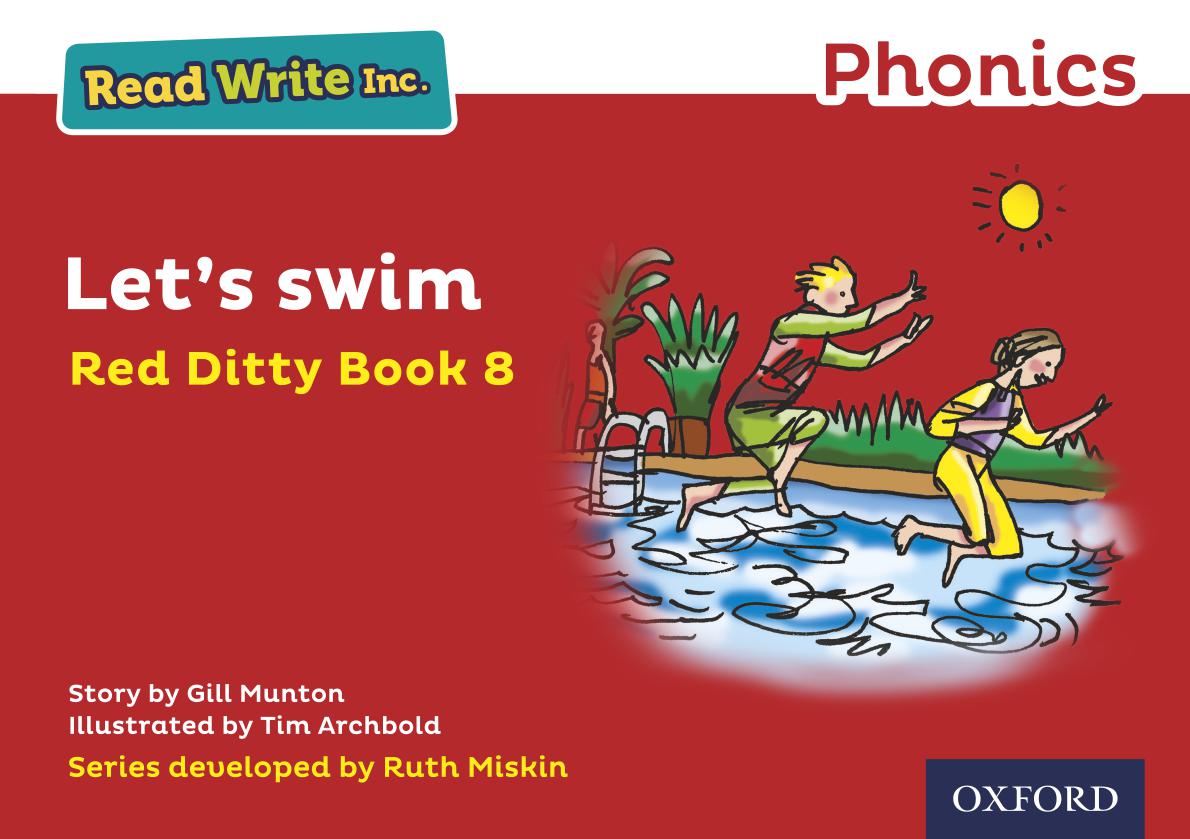 Read Write Inc.
Phonics
Let's swim
Red Ditty Book 8
Story by Gill Munton
Illustrated by Tim Archbold
Series developed by Ruth Miskin
OXFORD